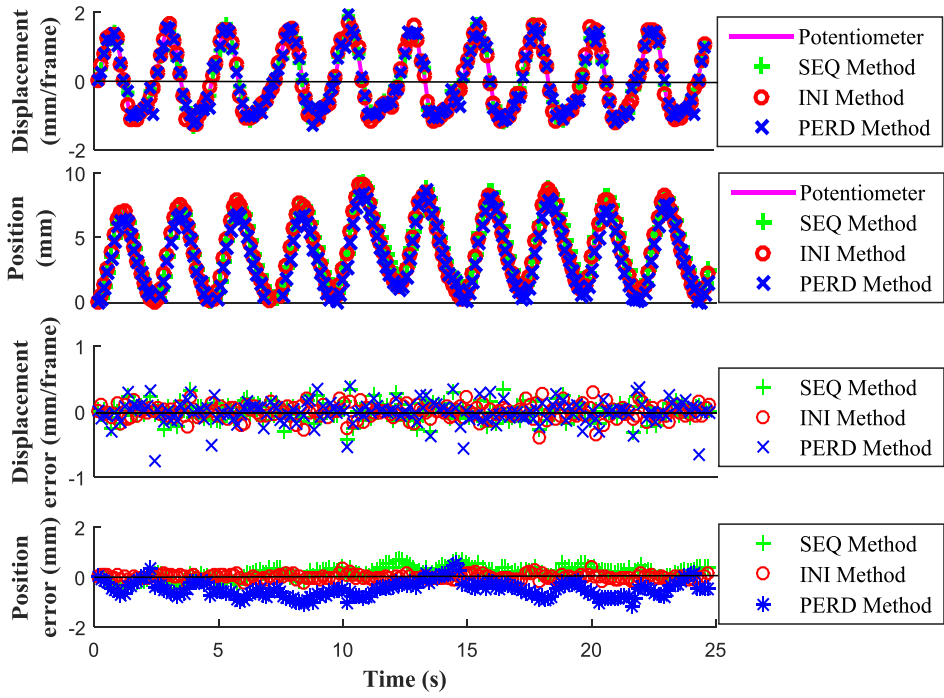 Displacement
(mm/frame)
2
0
-2
Potentiometer
SEQ Method
INI Method
PERD Method
Position
(mm)
10
5
0
Potentiometer
SEQ Method
INI Method
PERD Method
Displacement
error (mm/frame)
1
0
-1
SEQ Method
INI Method
PERD Method
Position
error (mm)
2
0
-2
SEQ Method
INI Method
PERD Method
0 5 10 15 20 25
Time (s)